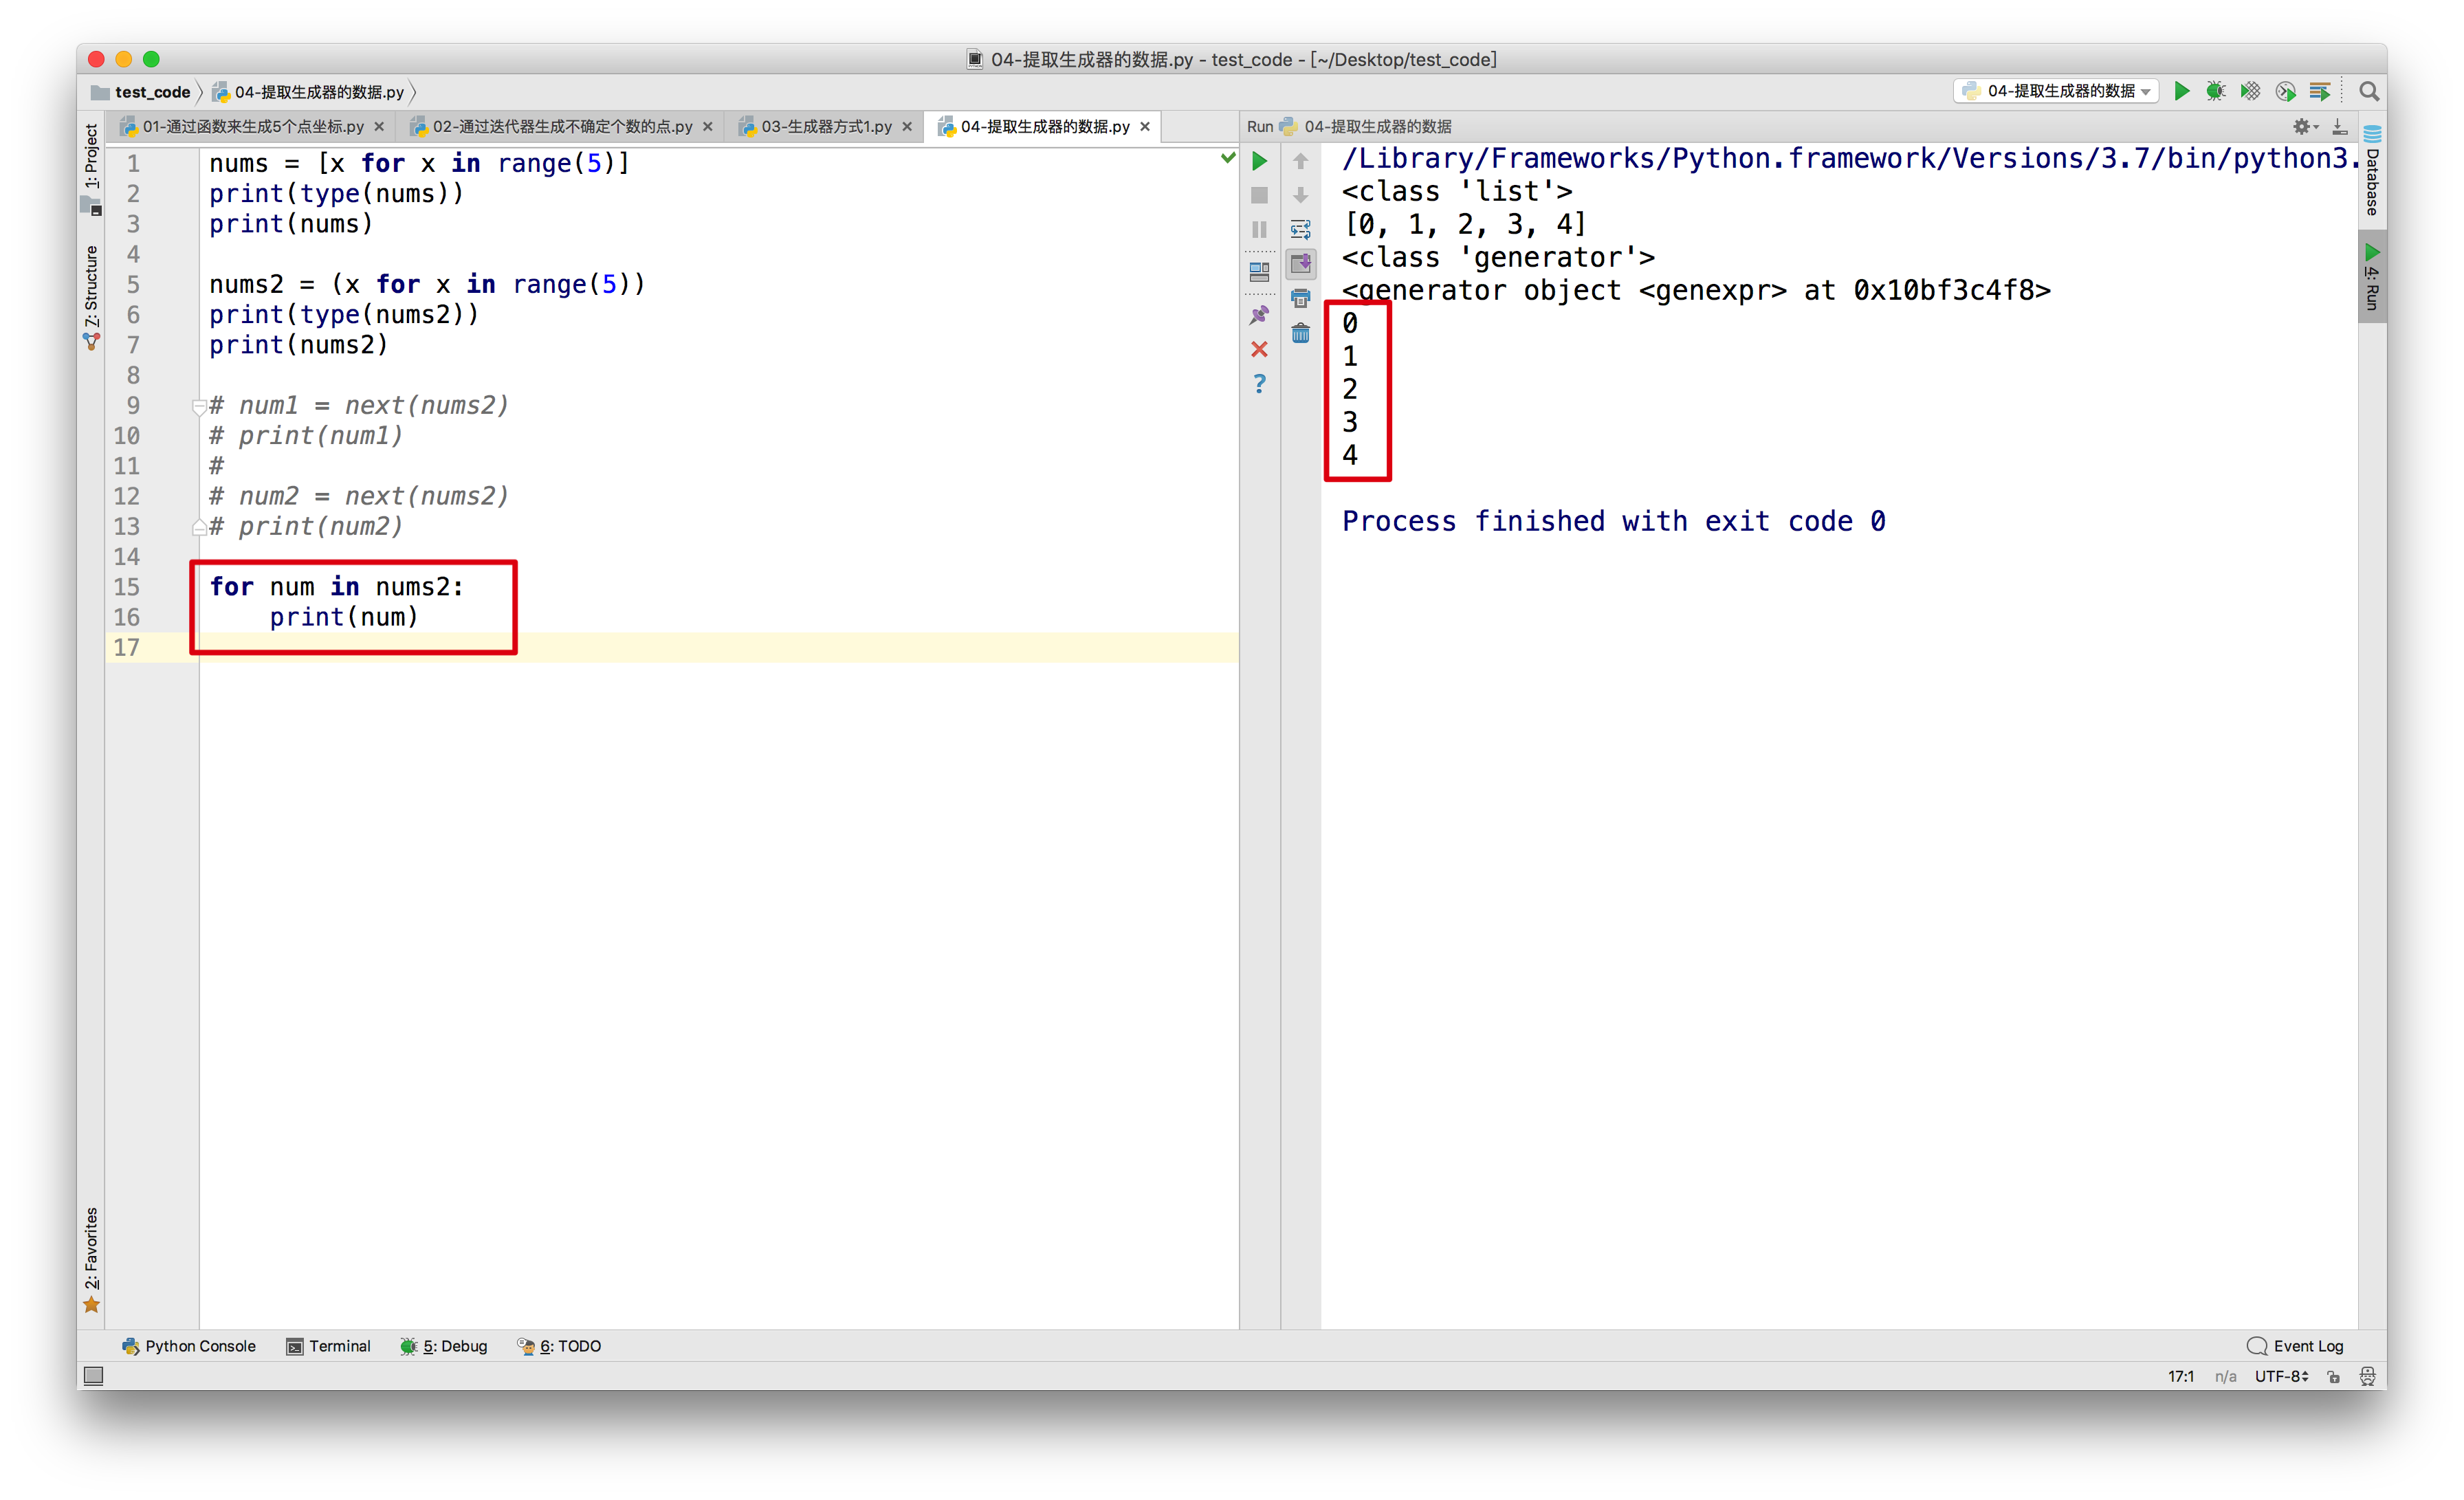 04-提取生成器的数据.py - test_code - [~/Desktop/test_code]
test_code 04-提取生成器的数据.py
04-提取生成器的数据
01-通过函数来生成5个点坐标.py
02-通过迭代器生成不确定个数的点.py
03-生成器方式1.py
04-提取生成器的数据.py
Run 04-提取生成器的数据
1: Project
7: Structure
2: Favorites
1 nums = [x for x in range(5)]
2 print(type(nums))
3 print(nums)
4
5 nums2 = (x for x in range(5))
6 print(type(nums2))
7 print(nums2)
8
9 # num1 = next(nums2)
10 # print(num1)
11 #
12 # num2 = next(nums2)
13 # print(num2)
14
15 for num in nums2:
16     print(num)
17
/Library/Frameworks/Python.framework/Versions/3.7/bin/python3.
<class 'list'>
[0, 1, 2, 3, 4]
<class 'generator'>
<generator object <genexpr> at 0x10bf3c4f8>
0
1
2
3
4
Process finished with exit code 0
Database
4: Run
Python Console
Terminal
5: Debug
6: TODO
Event Log
17:1 n/a UTF-8